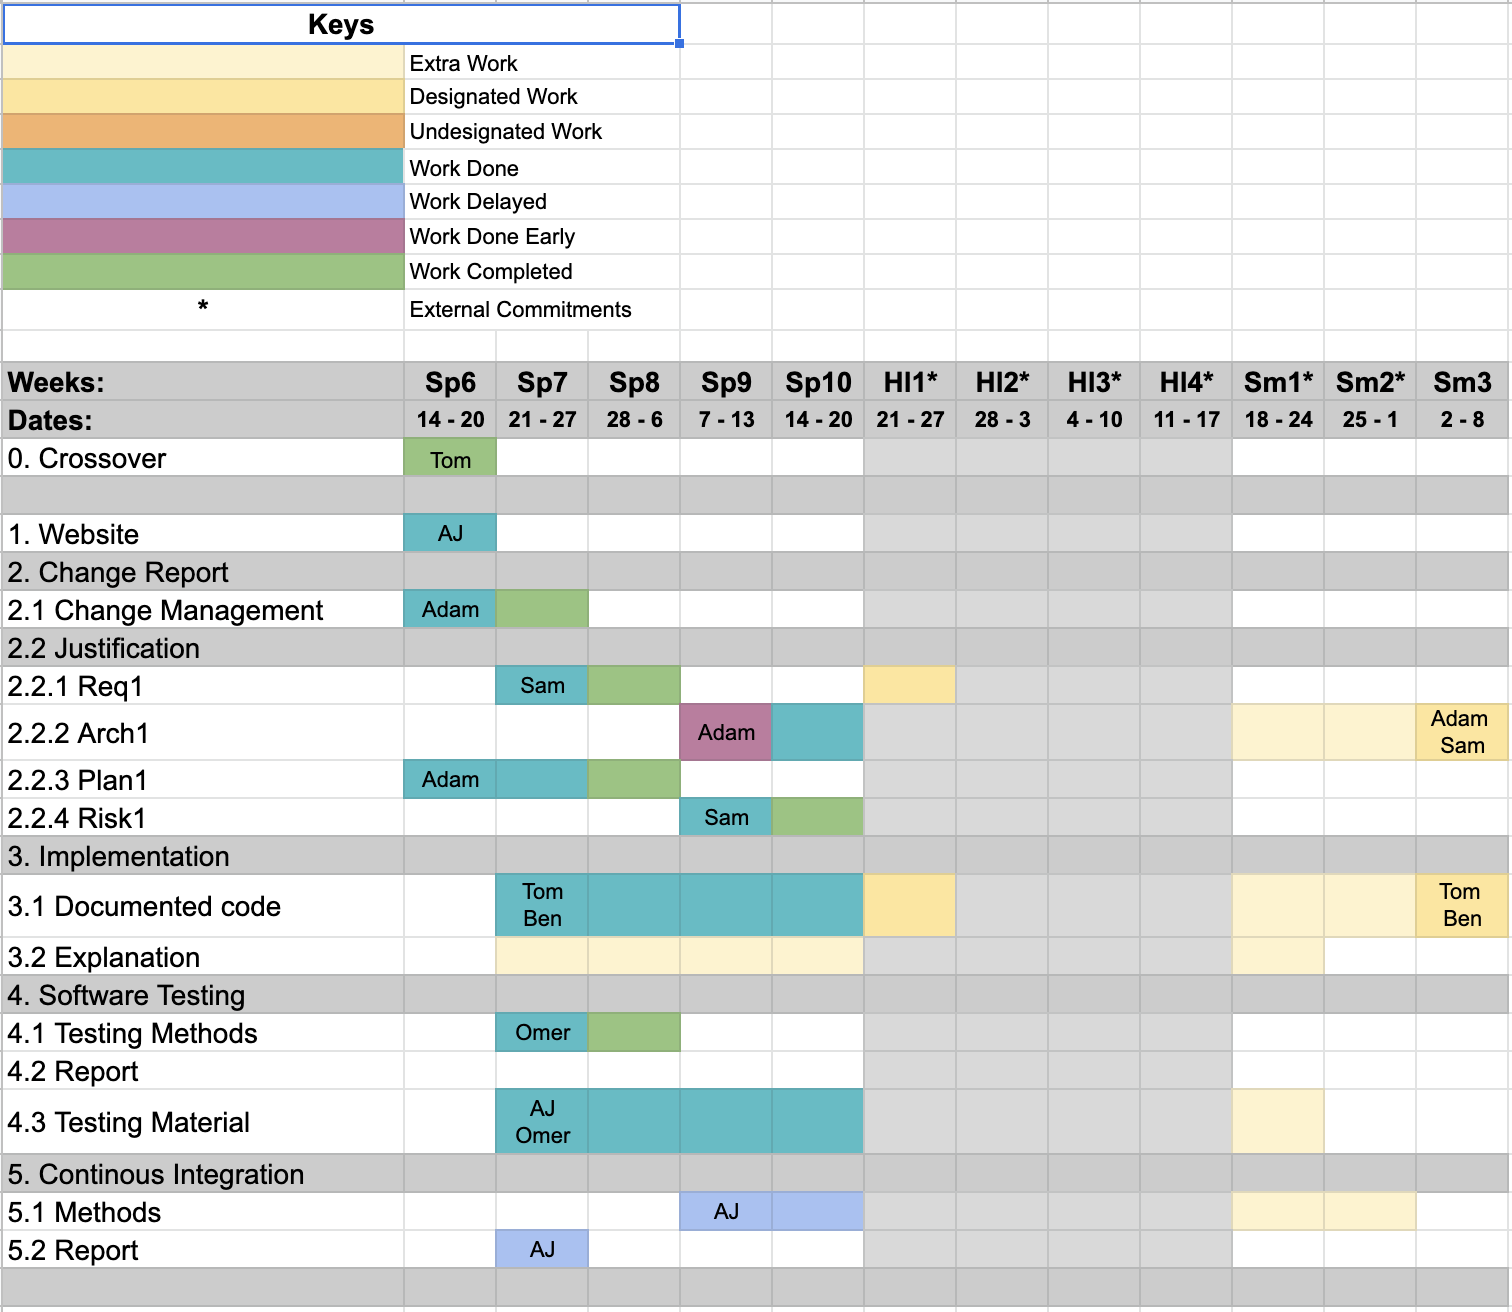 Keys
Extra Work
Designated Work
Undesignated Work
Work Done
Work Delayed
Work Done Early
Work Completed
* External Commitments
Weeks: Sp6 Sp7 Sp8 Sp9 Sp10 Hl1* Hl2* Hl3* Hl4* Sm1* Sm2* Sm3
Dates: 14 - 20 21 - 27 28 - 6 7 - 13 14 - 20 21 - 27 28 - 3 4 - 10 11 - 17 18 - 24 25 - 1 2 - 8
0. Crossover Tom
1. Website AJ
2. Change Report
2.1 Change Management Adam
2.2 Justification
2.2.1 Req1 Sam
2.2.2 Arch1 Adam Adam
Sam
2.2.3 Plan1 Adam
2.2.4 Risk1 Sam
3. Implementation
3.1 Documented code Tom Tom
Ben Ben
3.2 Explanation
4. Software Testing
4.1 Testing Methods Omer
4.2 Report
4.3 Testing Material AJ
Omer
5. Continous Integration
5.1 Methods AJ
5.2 Report AJ